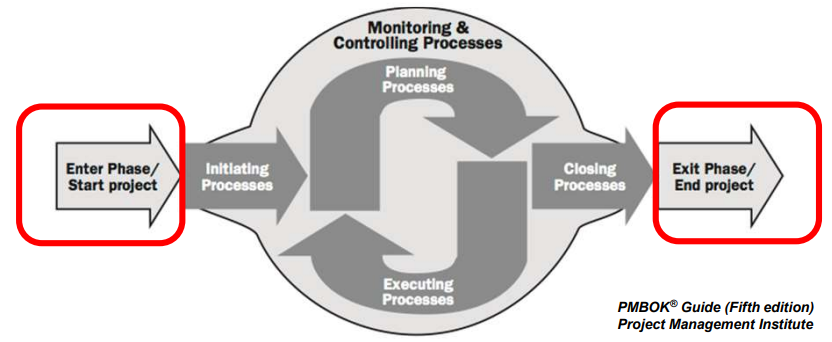 Monitoring &
Controlling Processes
Planning
Processes
Enter Phase/
Start project
Initiating
Processes
Closing
Processes
Exit Phase/
End project
Executing
Processes
PMBOK® Guide (Fifth edition)
Project Management Institute